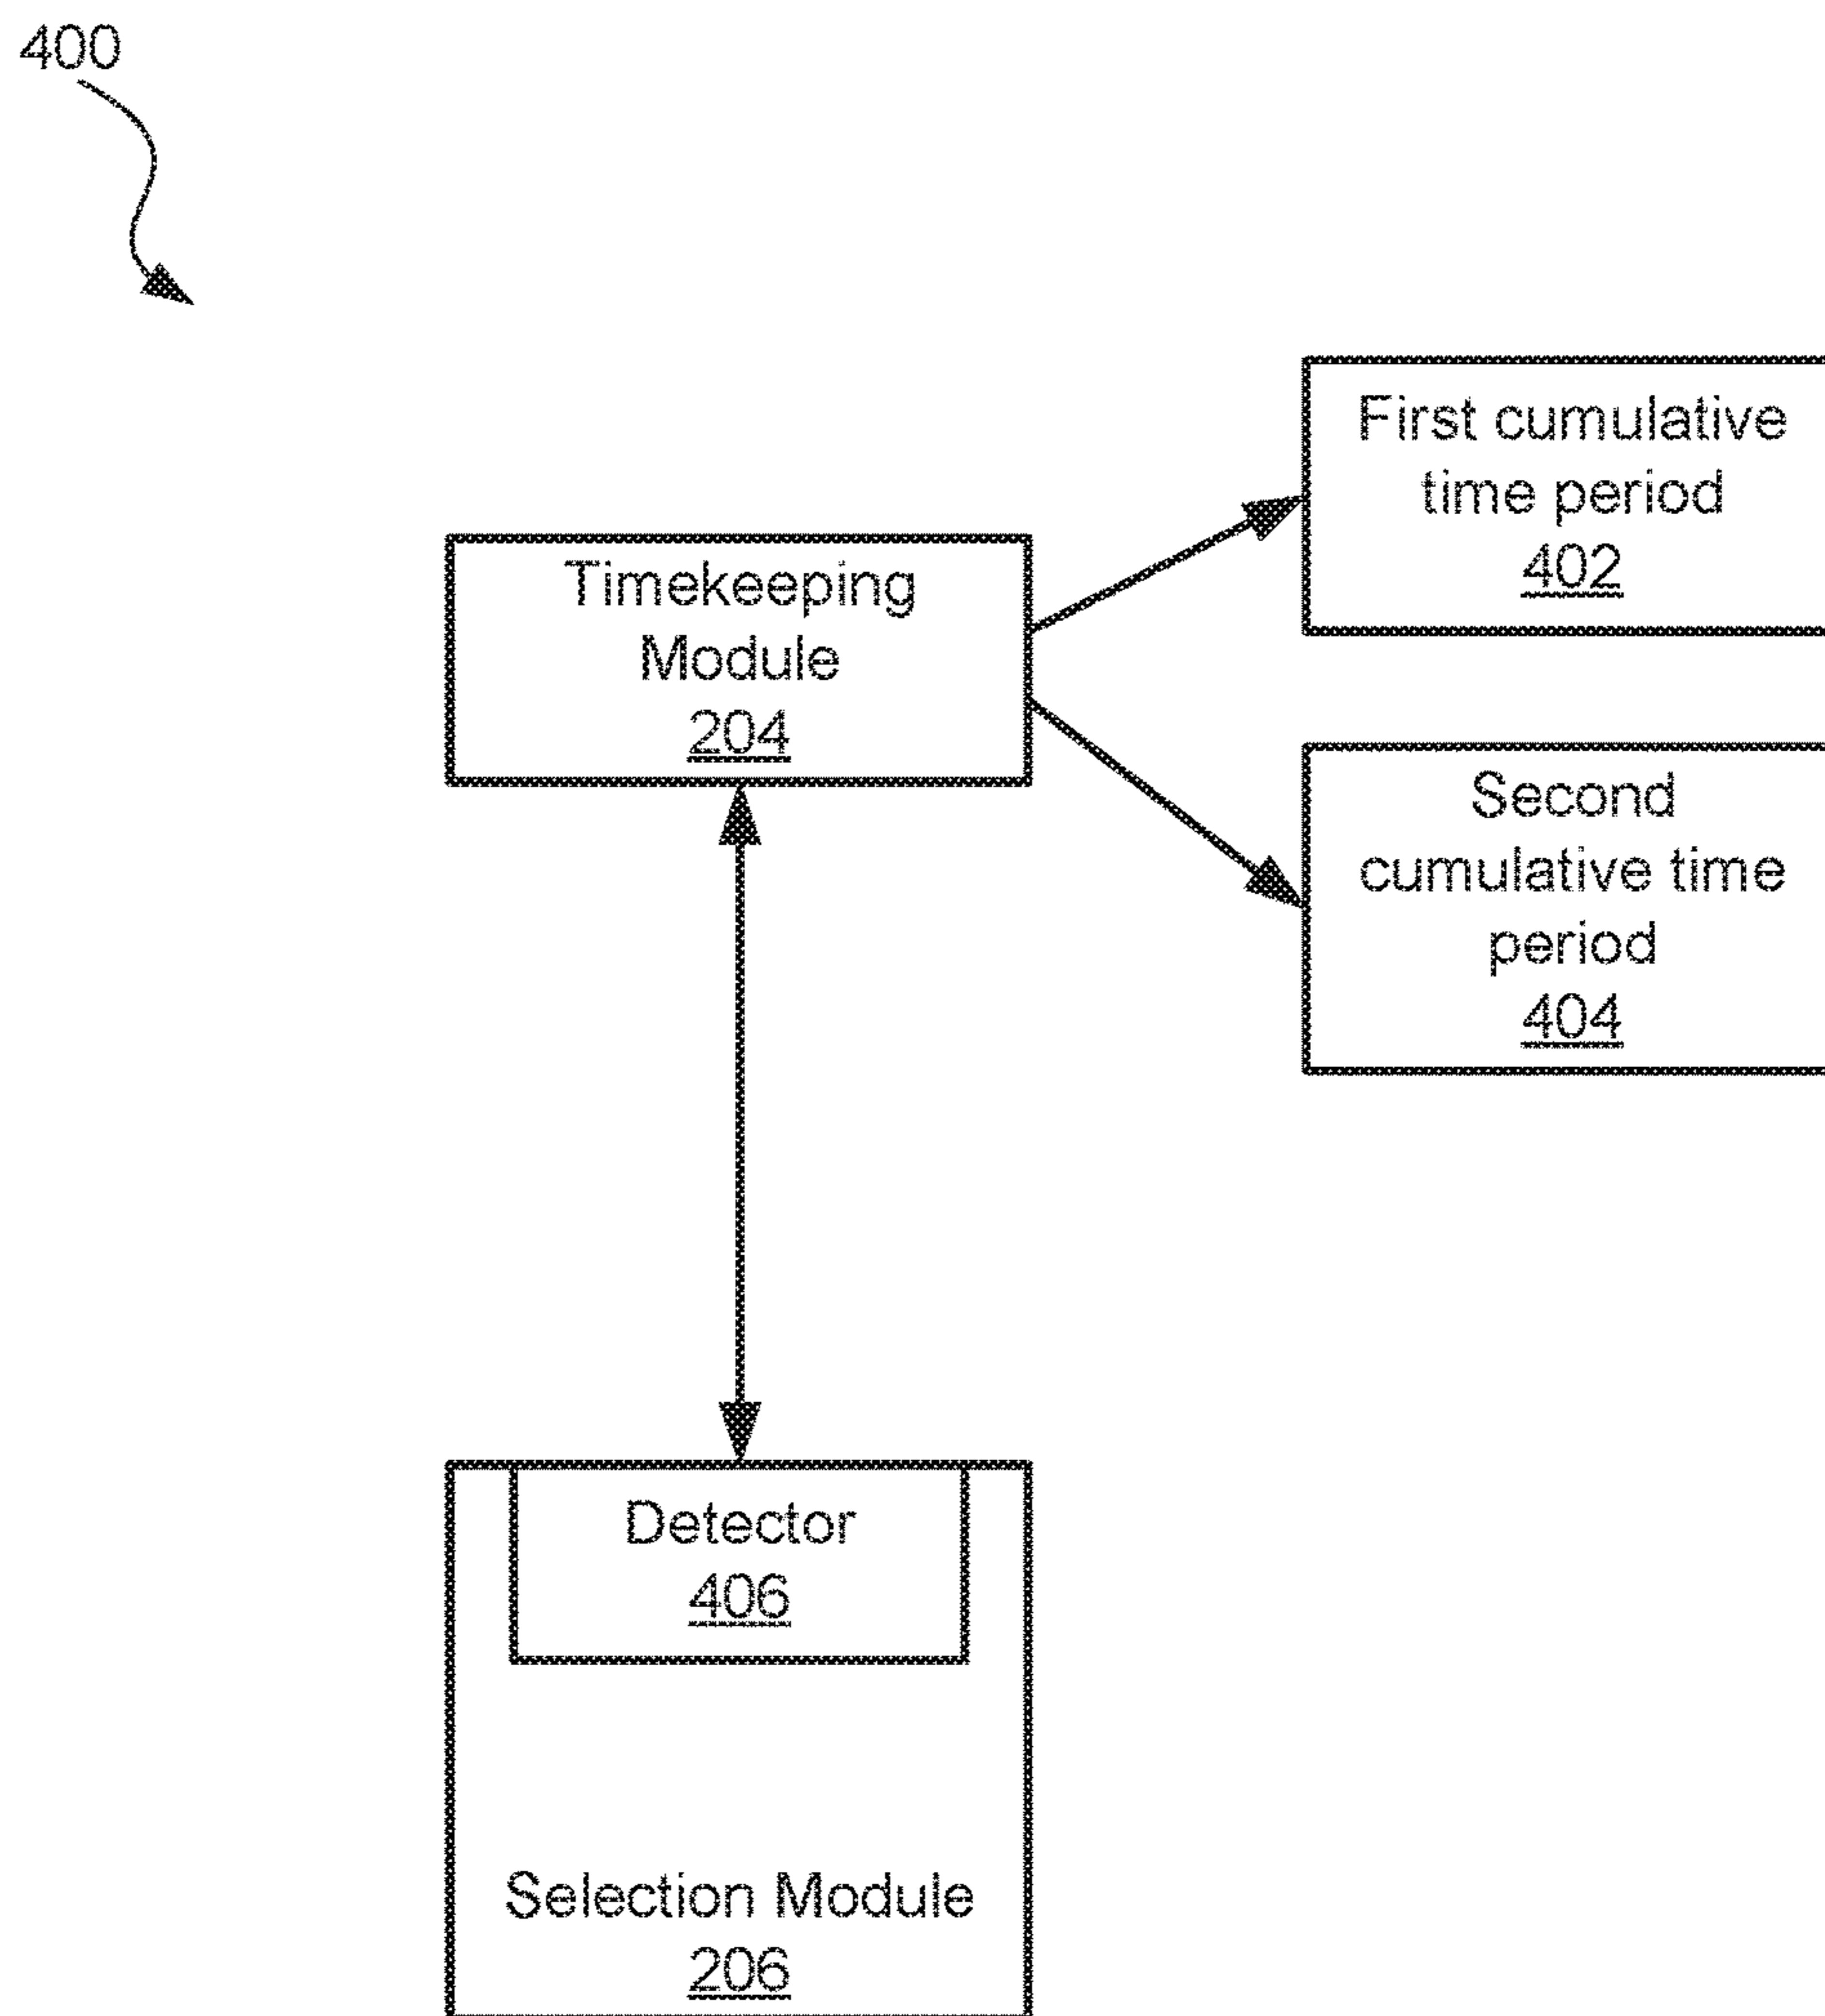 400
First cumulative
time period
402
Timekeeping
Module
204
Second
cumulative time
period
404
Detector
406
Selection Module
206